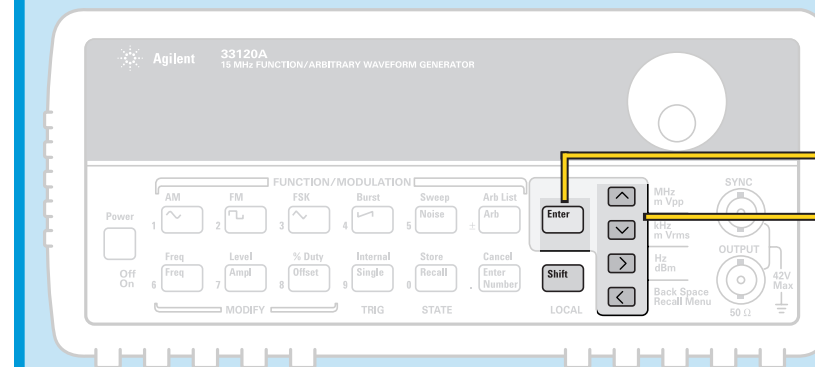 Agilent 33120A
15 MHz FUNCTION/ARBITRARY WAVEFORM GENERATOR
FUNCTION/MODULATION
AM FM FSK Burst Sweep Arb List
1 2 3 4 5 Noise ± Arb
Enter
MHz
m Vpp
kHz
m Vrms
SYNC
Power
Off
On
Freq Level % Duty Internal Store Cancel
6 Freq 7 Ampl 8 Offset 9 Single 0 Recall . Enter Number
Shift
Hz
dBm
Back Space
Recall Menu
OUTPUT
42V
Max
50 Ω
MODIFY TRIG STATE LOCAL